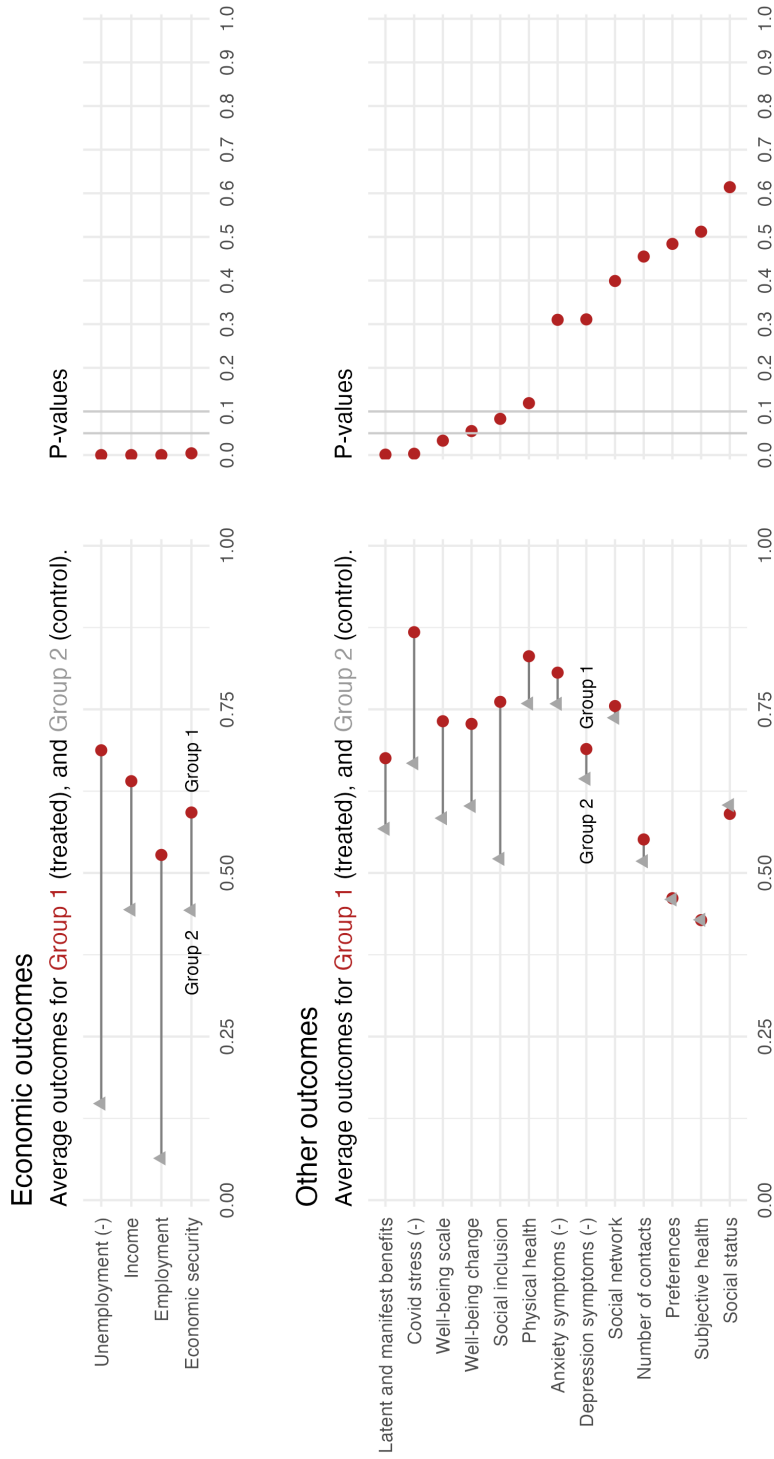 Economic outcomes
Average outcomes for Group 1 (treated), and Group 2 (control).
P-values
Unemployment (-)
Income
Employment
Economic security
Group 2
Group 1
0.00 0.25 0.50 0.75 1.00
0.0 0.1 0.2 0.3 0.4 0.5 0.6 0.7 0.8 0.9 1.0
Other outcomes
Average outcomes for Group 1 (treated), and Group 2 (control).
P-values
Latent and manifest benefits
Covid stress (-)
Well-being scale
Well-being change
Social inclusion
Physical health
Anxiety symptoms (-)
Depression symptoms (-)
Group 2
Group 1
Social network
Number of contacts
Preferences
Subjective health
Social status
0.00 0.25 0.50 0.75 1.00
0.0 0.1 0.2 0.3 0.4 0.5 0.6 0.7 0.8 0.9 1.0